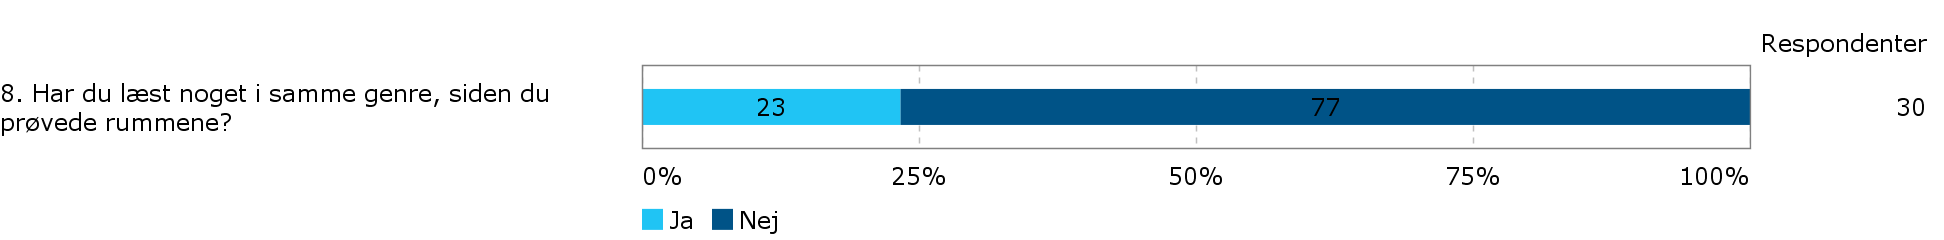 Respondenter
8. Har du læst noget i samme genre, siden du
prøvede rummene?
23 77 30
0% 25% 50% 75% 100%
Ja Nej